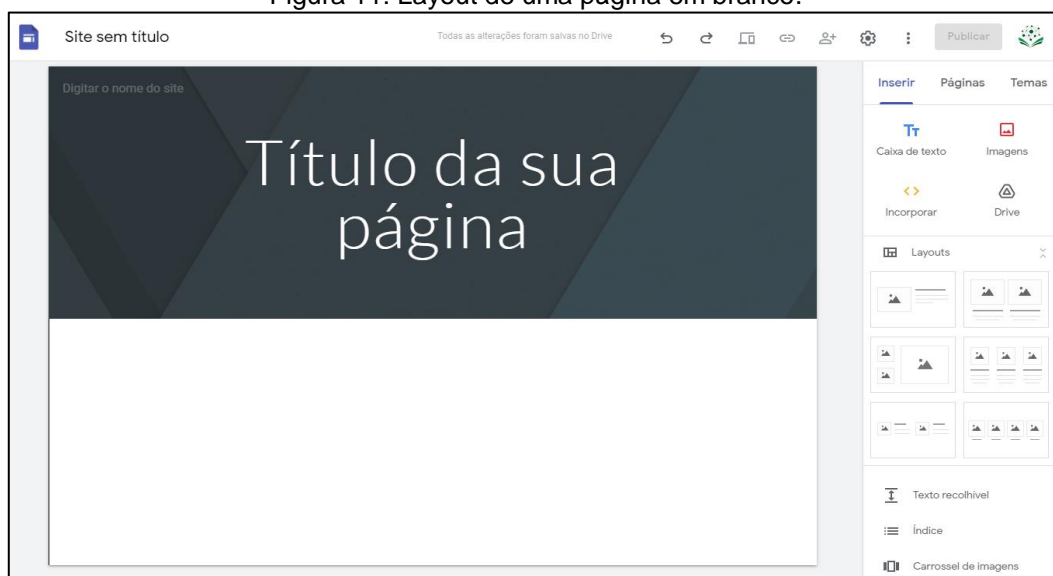 Figura 11: Layout de uma página em branco.
Site sem título
Todas as alterações foram salvas no Drive
Publicar
Digitar o nome do site
Título da sua
página
Inserir Páginas Temas
Caixa de texto Imagens
Incorporar Drive
Layouts
Texto recolhível
Índice
Carrossel de imagens